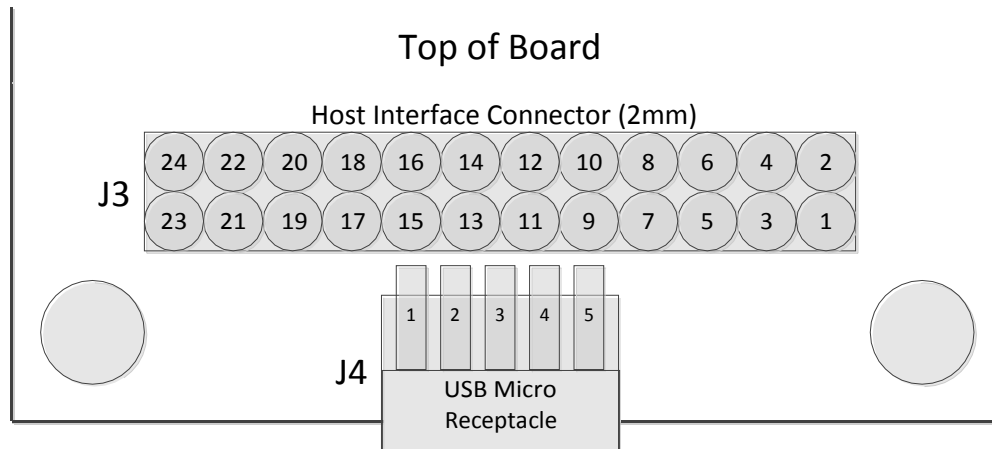 Top of Board
Host Interface Connector (2mm)
J3
24 22 20 18 16 14 12 10 8 6 4 2
23 21 19 17 15 13 11 9 7 5 3 1
1 2 3 4 5
J4
USB Micro
Receptacle